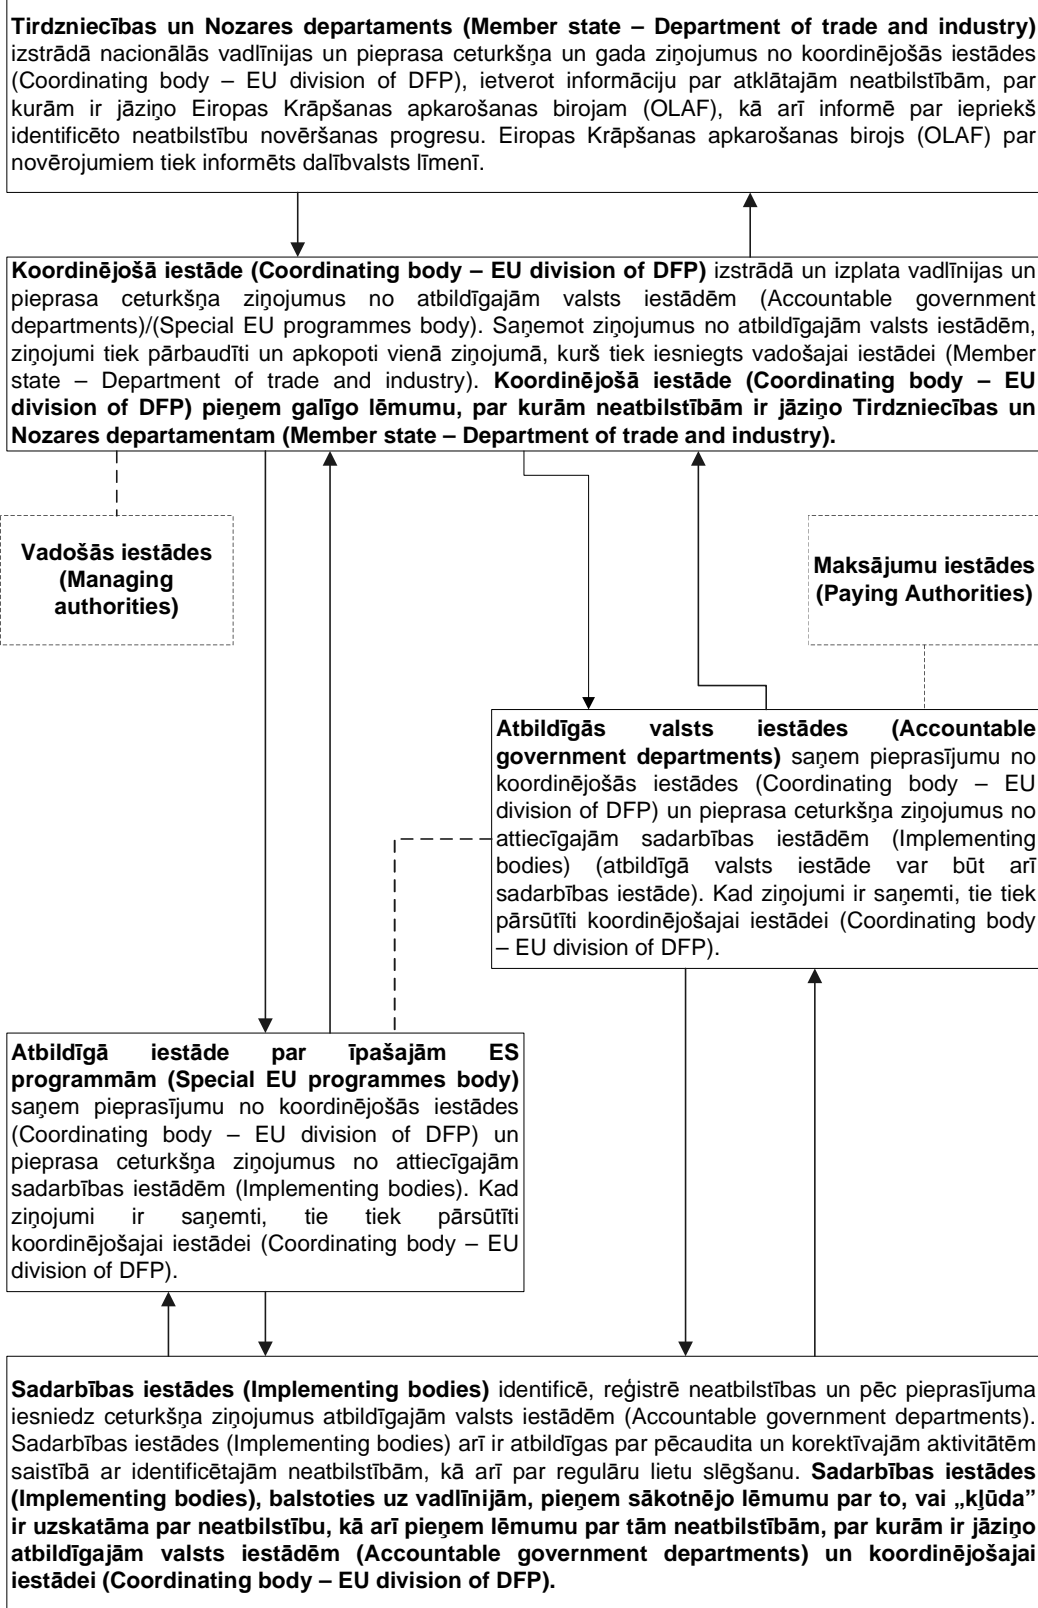 Tirdzniecības un Nozares departaments (Member state – Department of trade and industry)
izstrādā nacionālās vadlīnijas un pieprasa ceturkšņa un gada ziņojumus no koordinējošās iestādes
(Coordinating body – EU division of DFP), ietverot informāciju par atklātajām neatbilstībām, par
kurām ir jāziņo Eiropas Krāpšanas apkarošanas birojam (OLAF), kā arī informē par iepriekš
identificēto neatbilstību novēršanas progresu. Eiropas Krāpšanas apkarošanas birojs (OLAF) par
novērojumiem tiek informēts dalībvalsts līmenī.
Koordinējošā iestāde (Coordinating body – EU division of DFP) izstrādā un izplata vadlīnijas un
pieprasa ceturkšņa ziņojumus no atbildīgajām valsts iestādēm (Accountable government
departments)/(Special EU programmes body). Saņemot ziņojumus no atbildīgajām valsts iestādēm,
ziņojumi tiek pārbaudīti un apkopoti vienā ziņojumā, kurš tiek iesniegts vadošajai iestādei (Member
state – Department of trade and industry). Koordinējošā iestāde (Coordinating body – EU
division of DFP) pieņem galīgo lēmumu, par kurām neatbilstībām ir jāziņo Tirdzniecības un
Nozares departamentam (Member state – Department of trade and industry).
Vadošās iestādes
(Managing
authorities)
Maksājumu iestādes
(Paying Authorities)
Atbildīgās valsts iestādes (Accountable
government departments) saņem pieprasījumu no
koordinējošās iestādes (Coordinating body – EU
division of DFP) un pieprasa ceturkšņa ziņojumus no
attiecīgajām sadarbības iestādēm (Implementing
bodies) (atbildīgā valsts iestāde var būt arī
sadarbības iestāde). Kad ziņojumi ir saņemti, tie tiek
pārsūtīti koordinējošajai iestādei (Coordinating body
– EU division of DFP).
Atbildīgā iestāde par īpašajām ES
programmām (Special EU programmes body)
saņem pieprasījumu no koordinējošās iestādes
(Coordinating body – EU division of DFP) un
pieprasa ceturkšņa ziņojumus no attiecīgajām
sadarbības iestādēm (Implementing bodies). Kad
ziņojumi ir saņemti, tie tiek pārsūtīti
koordinējošajai iestādei (Coordinating body – EU
division of DFP).
Sadarbības iestādes (Implementing bodies) identificē, reģistrē neatbilstības un pēc pieprasījuma
iesniedz ceturkšņa ziņojumus atbildīgajām valsts iestādēm (Accountable government departments).
Sadarbības iestādes (Implementing bodies) arī ir atbildīgas par pēcaudita un korektīvajām aktivitātēm
saistībā ar identificētajām neatbilstībām, kā arī par regulāru lietu slēgšanu. Sadarbības iestādes
(Implementing bodies), balstoties uz vadlīnijām, pieņem sākotnējo lēmumu par to, vai „kļūda”
ir uzskatāma par neatbilstību, kā arī pieņem lēmumu par tām neatbilstībām, par kurām ir jāziņo
atbildīgajām valsts iestādēm (Accountable government departments) un koordinējošajai
iestādei (Coordinating body – EU division of DFP).